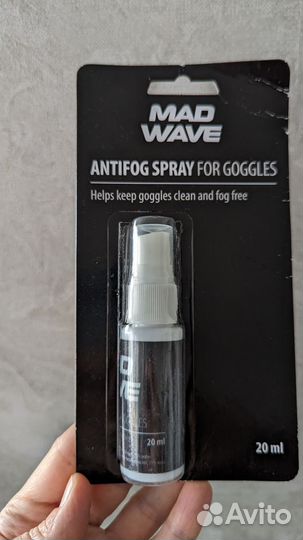 MAD
WAVE
ANTIFOG SPRAY FOR GOGGLES
Helps keep goggles clean and fog free
20 ml
20 ml
Avito